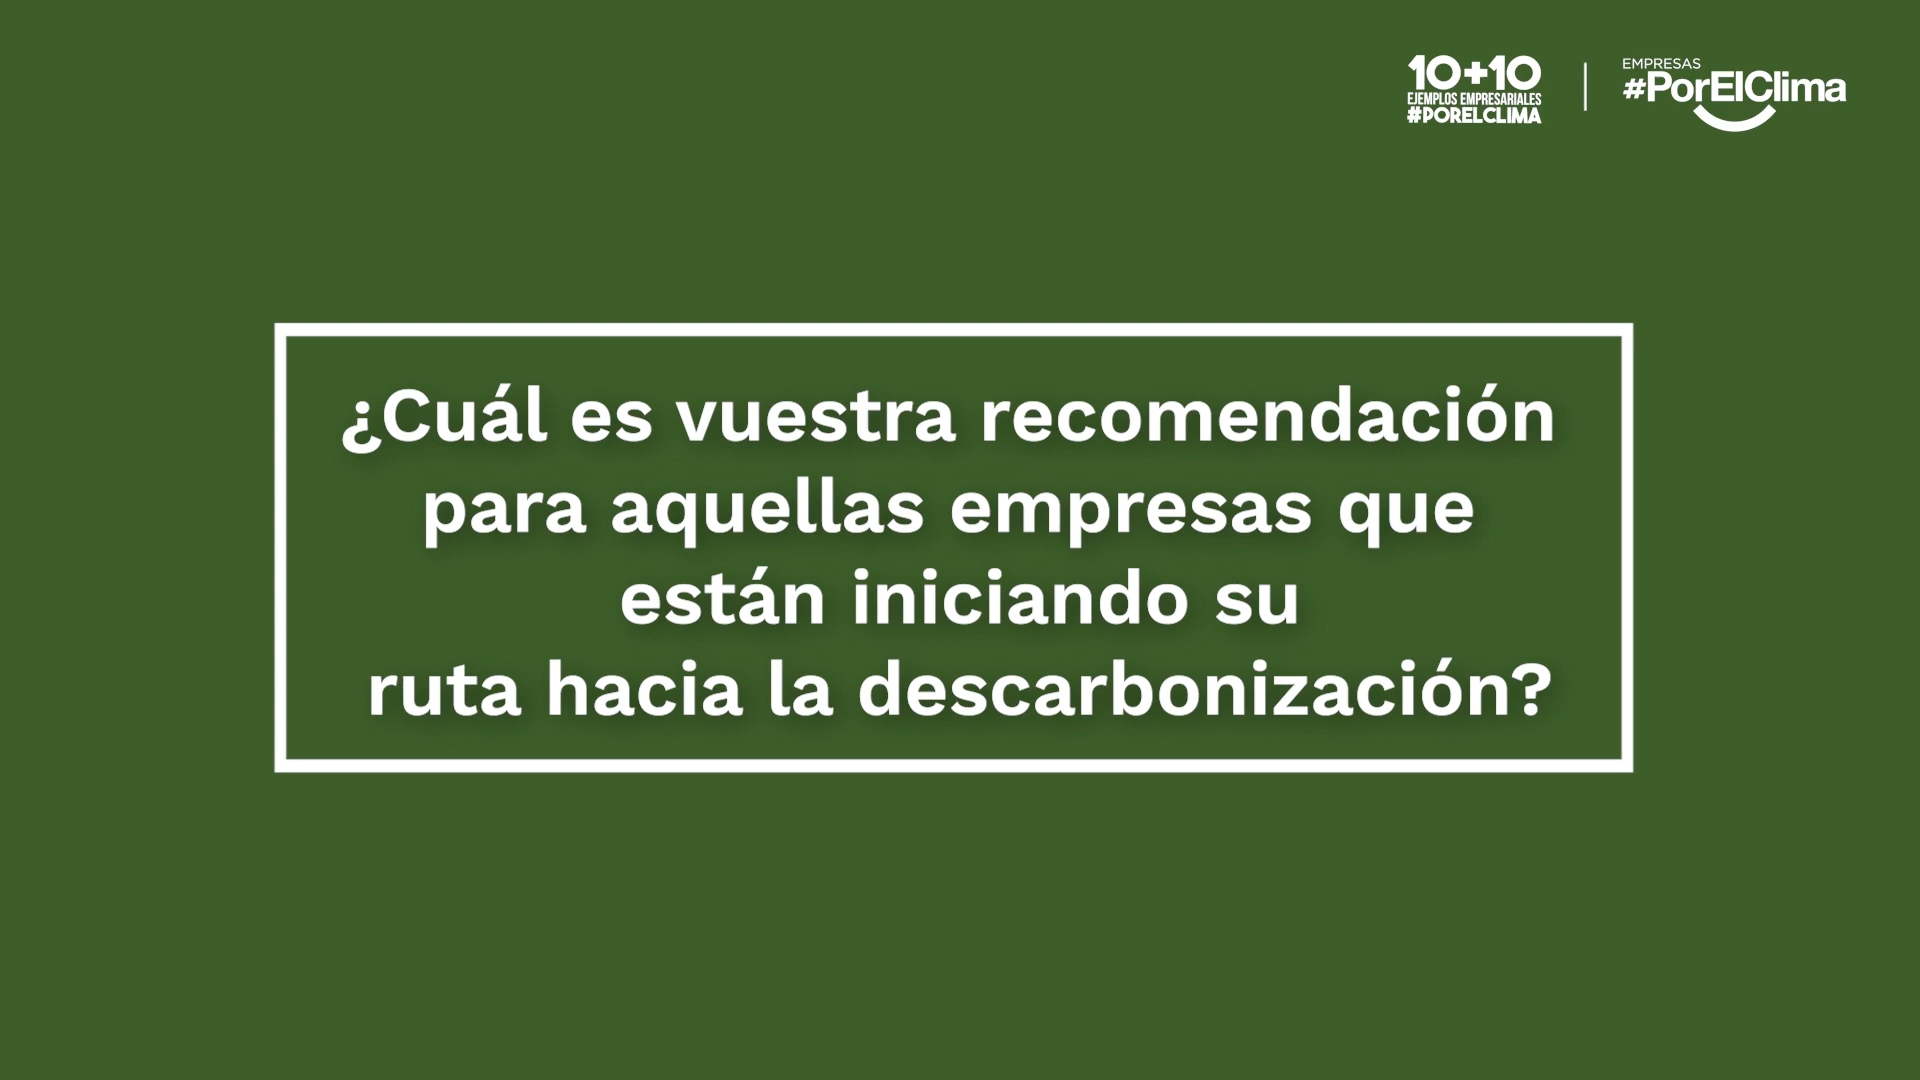 10+10
EJEMPLOS EMPRESARIALES
#PORELCLIMA
EMPRESAS
#PorElClima
¿Cuál es vuestra recomendación
para aquellas empresas que
están iniciando su
ruta hacia la descarbonización?